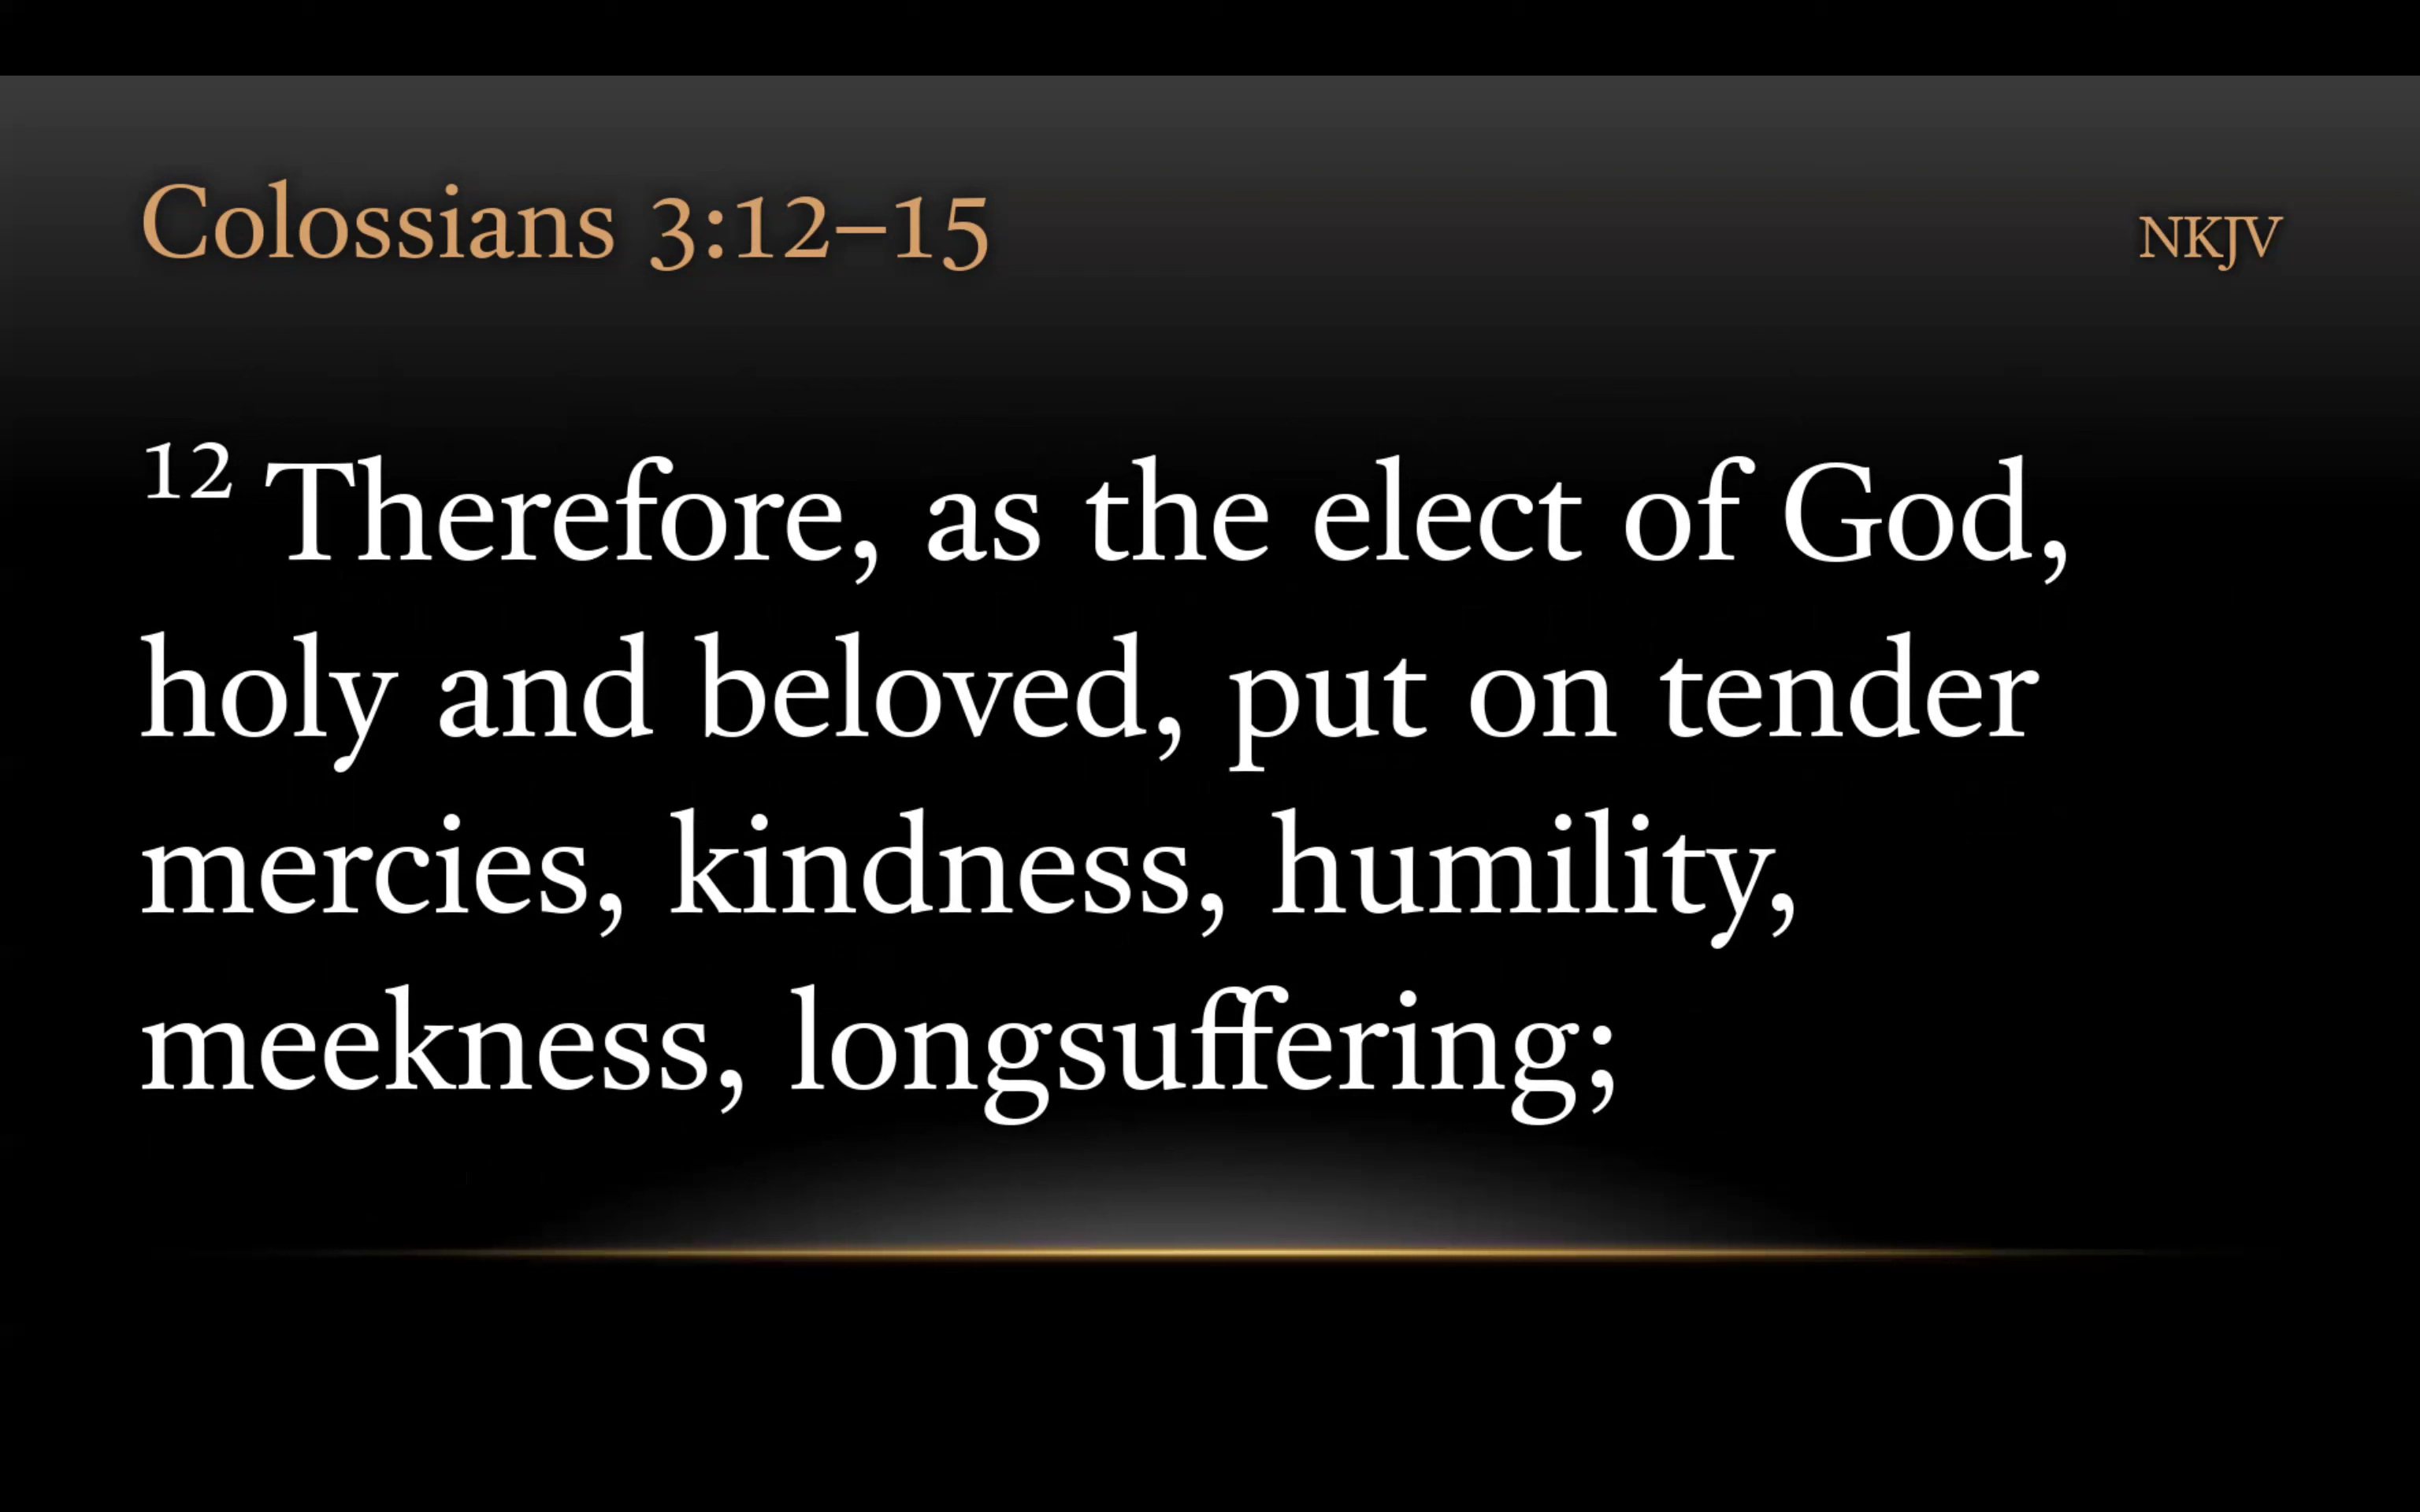 Colossians 3:12–15
NKJV
12 Therefore, as the elect of God,
holy and beloved, put on tender
mercies, kindness, humility,
meekness, longsuffering;